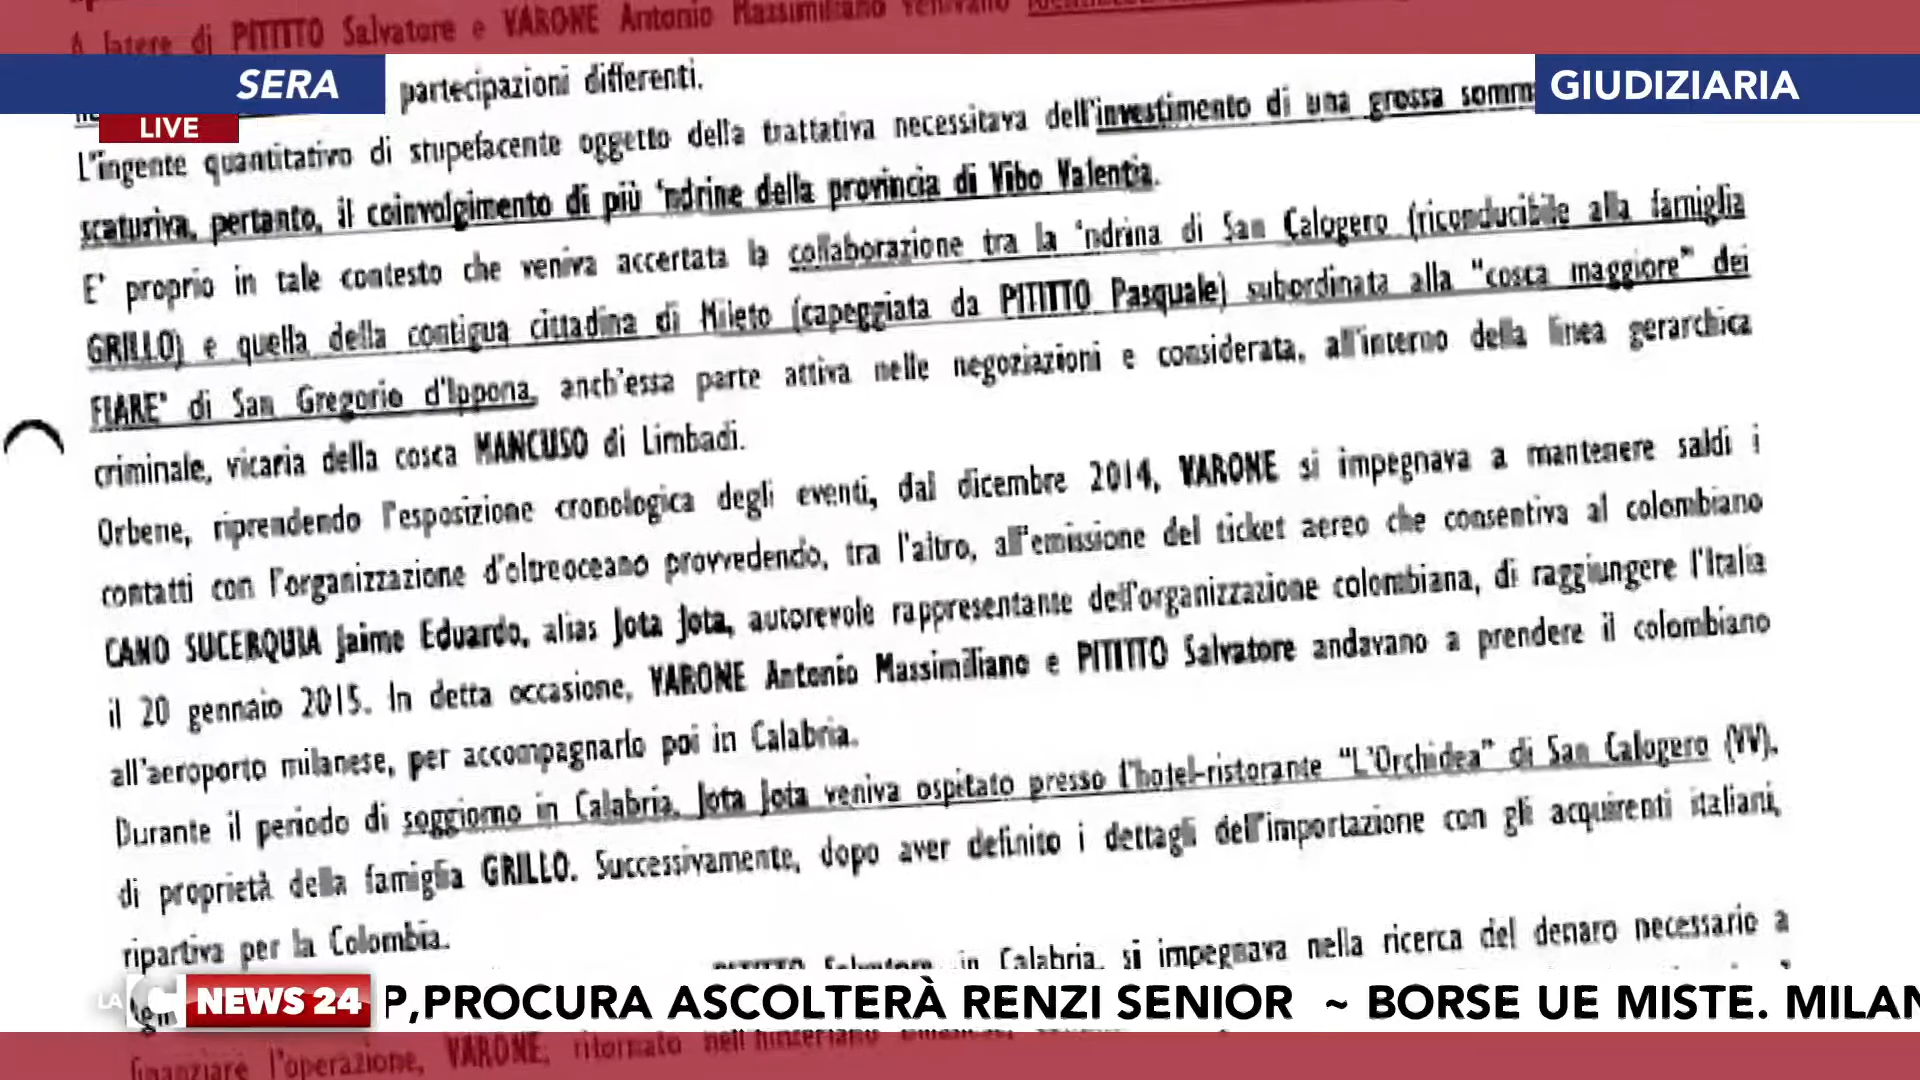 A latere di PITITTO Salvatore e VARONE Antonio Massimiliano venivano
SERA
partecipazioni differenti.
GIUDIZIARIA
LIVE
L'ingente quantitativo di stupefacente oggetto della trattativa necessitava dell'investimento di una grossa somm
scaturiva, pertanto, il coinvolgimento di più 'ndrine della provincia di Vibo Valentia.
E' proprio in tale contesto che veniva accertata la collaborazione tra la 'ndrina di San Calogero (riconducibile alla famiglia
GRILLO) e quella della contigua cittadina di Mileto (capeggiata da PITITTO Pasquale) subordinata alla "cosca maggiore" dei
FIARE' di San Gregorio d'Ippona, anch'essa parte attiva nelle negoziazioni e considerata, all'interno della linea gerarchica
criminale, vicaria della cosca MANCUSO di Limbadi.
Orbene, riprendendo l'esposizione cronologica degli eventi, dal dicembre 2014, VARONE si impegnava a mantenere saldi i
contatti con l'organizzazione d'oltreoceano provvedendo, tra l'altro, all'emissione del ticket aereo che consentiva al colombiano
CANO SUCERQUIA Jaime Eduardo, alias Jota Jota, autorevole rappresentante dell'organizzazione colombiana, di raggiungere l'Italia
il 20 gennaio 2015. In detta occasione, VARONE Antonio Massimiliano e PITITTO Salvatore andavano a prendere il colombiano
all'aeroporto milanese, per accompagnarlo poi in Calabria.
Durante il periodo di soggiorno in Calabria, Jota Jota veniva ospitato presso l'hotel-ristorante "L'Orchidea" di San Calogero (VV),
di proprietà della famiglia GRILLO. Successivamente, dopo aver definito i dettagli dell'importazione con gli acquirenti italiani,
ripartiva per la Colombia.
PITITTO Salvatore, in Calabria, si impegnava nella ricerca del denaro necessario a
LA C NEWS 24 P,PROCURA ASCOLTERÀ RENZI SENIOR ~ BORSE UE MISTE. MILAN
finanziare l'operazione, VARONE, ritornato nell'hinterland